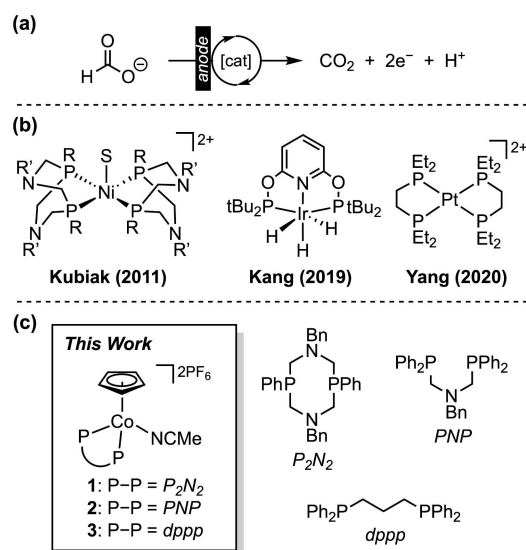 (a)
H O O ⊖
anode
[cat]
CO2 + 2e− + H+
(b)
R' N R P S Ni P R N R' 2+
R' N R P P R N R'
O N O
tBu2 P Ir P tBu2
H H H
Et2 P Pt P Et2 2+
Et2 P P Et2
Kubiak (2011)
Kang (2019)
Yang (2020)
(c)
This Work
2PF6
Co
P P NCMe
1: P−P = P2N2
2: P−P = PNP
3: P−P = dppp
Bn
N
PhP PPh
N
Bn
P2N2
Ph2P PPh2
N
Bn
PNP
Ph2P PPh2
dppp